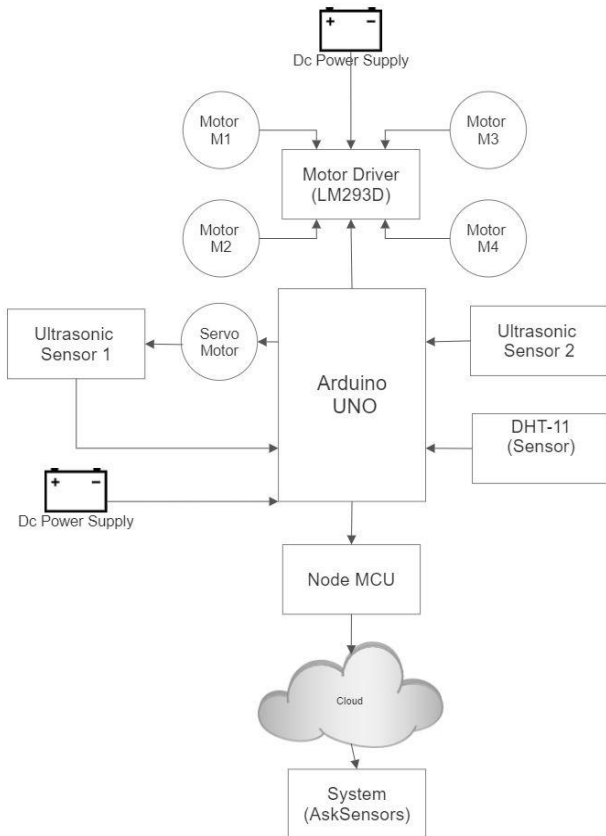 + −
Dc Power Supply
Motor
M1
Motor
M3
Motor Driver
(LM293D)
Motor
M2
Motor
M4
Ultrasonic
Sensor 1
Servo
Motor
Arduino
UNO
Ultrasonic
Sensor 2
DHT-11
(Sensor)
+ −
Dc Power Supply
Node MCU
Cloud
System
(AskSensors)